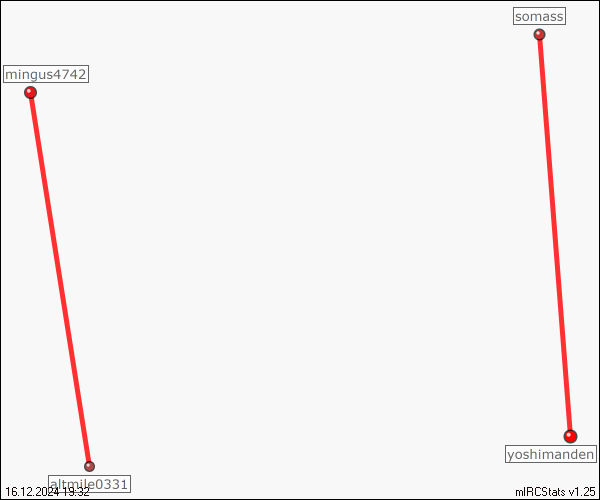 somass
mingus4742
yoshimanden
altmile0331
16.12.2024 19:32
mIRCStats v1.25